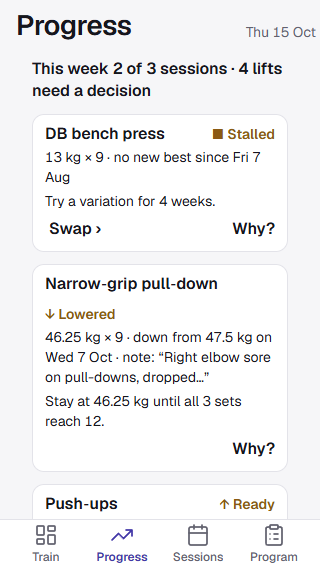 Progress
Thu 15 Oct
This week 2 of 3 sessions · 4 lifts
need a decision
DB bench press
■ Stalled
13 kg × 9 · no new best since Fri 7
Aug
Try a variation for 4 weeks.
Swap ›
Why?
Narrow-grip pull-down
↓ Lowered
46.25 kg × 9 · down from 47.5 kg on
Wed 7 Oct · note: “Right elbow sore
on pull-downs, dropped…”
Stay at 46.25 kg until all 3 sets
reach 12.
Why?
Push-ups
↑ Ready
Train
Progress
Sessions
Program